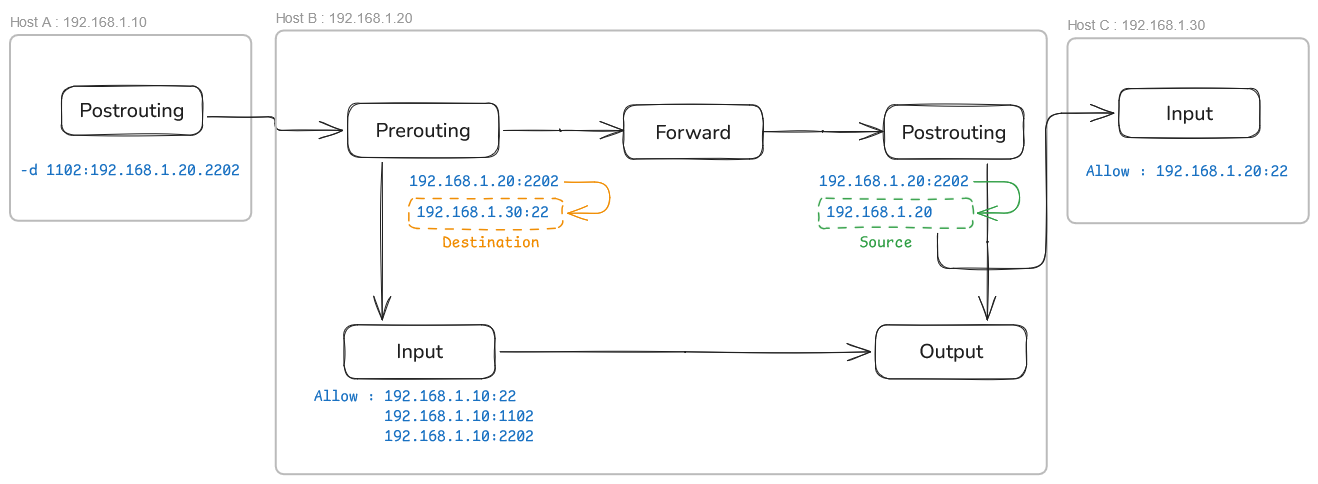 Host A : 192.168.1.10
Host B : 192.168.1.20
Host C : 192.168.1.30
Postrouting
-d 1102:192.168.1.20.2202
Prerouting
Forward
Postrouting
Input
192.168.1.20:2202
192.168.1.30:22
Destination
192.168.1.20:2202
192.168.1.20
Source
Allow : 192.168.1.20:22
Input
Output
Allow : 192.168.1.10:22
192.168.1.10:1102
192.168.1.10:2202